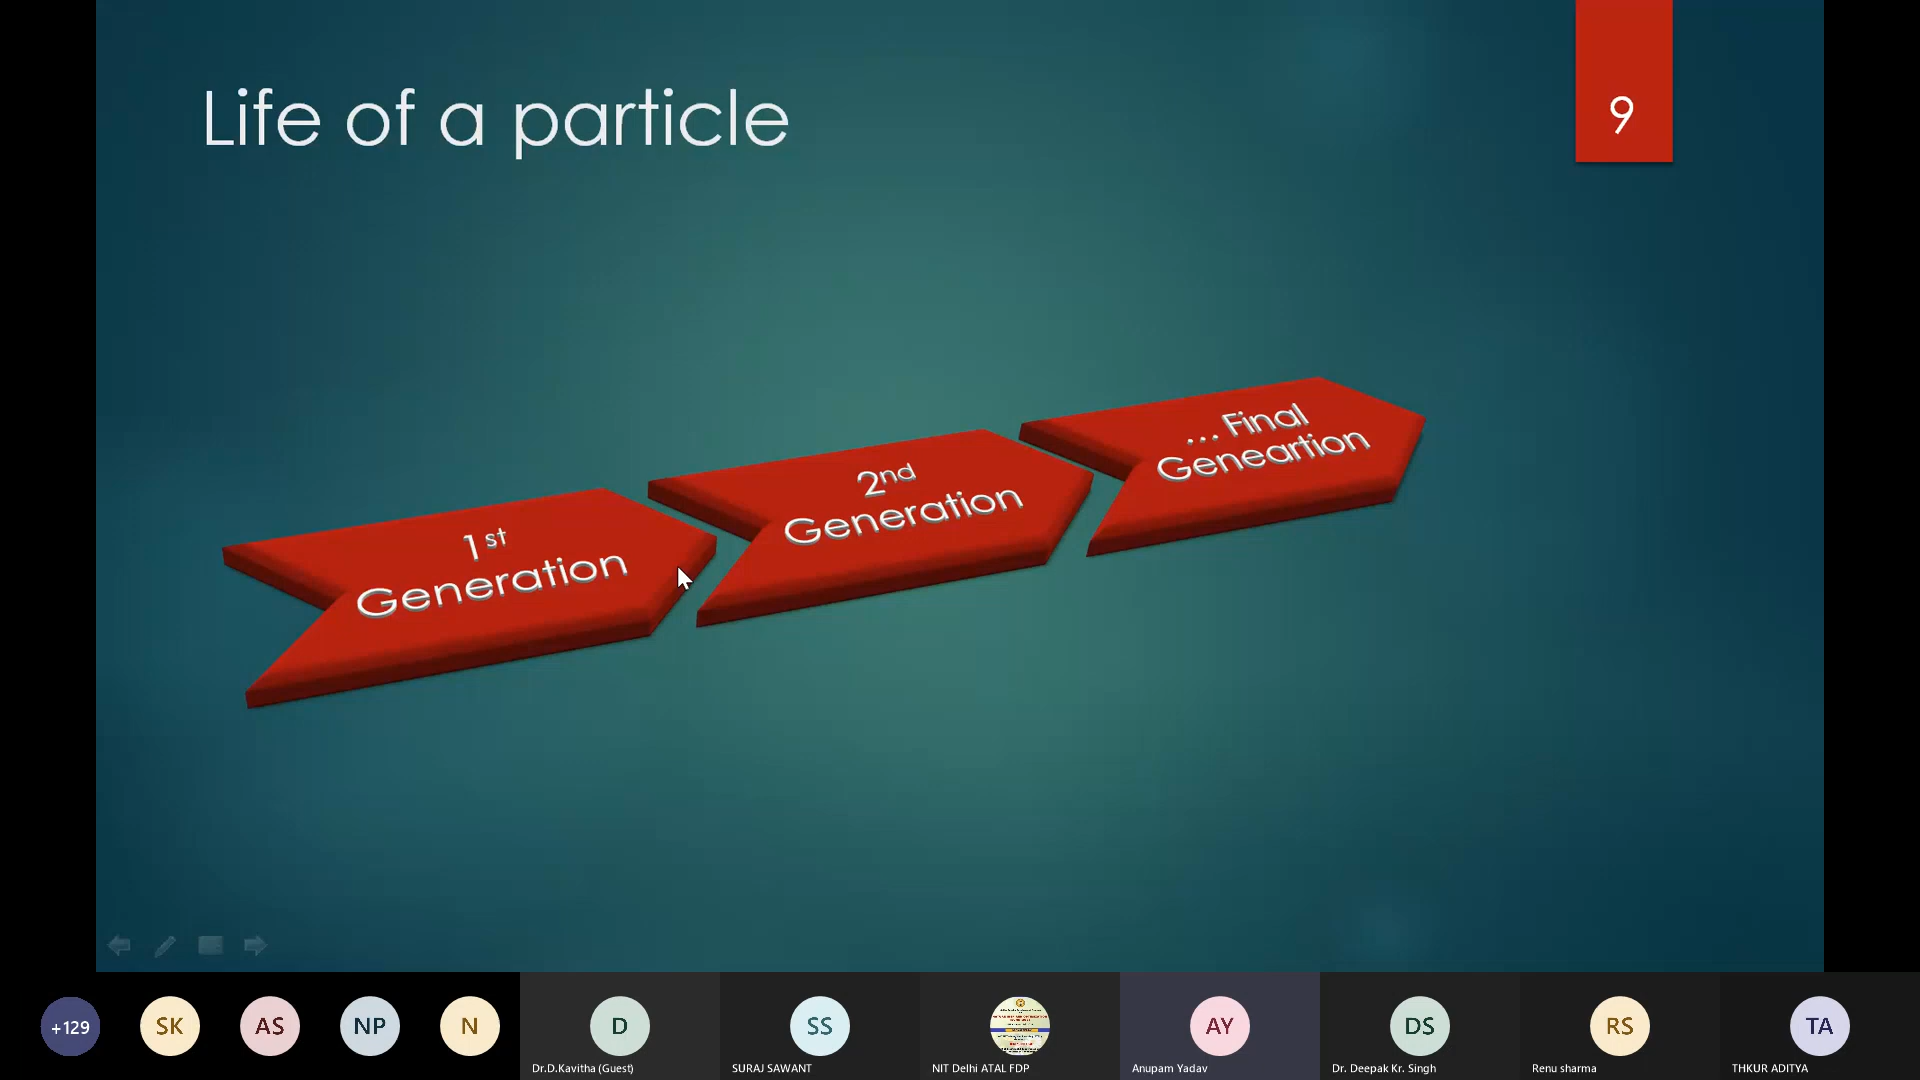 Life of a particle
9
1st
Generation
2nd
Generation
... Final
Geneartion
+129
SK
AS
NP
N
D
SS
AY
DS
RS
TA
Dr.D.Kavitha (Guest)
SURAJ SAWANT
NIT Delhi ATAL FDP
Anupam Yadav
Dr. Deepak Kr. Singh
Renu sharma
THKUR ADITYA